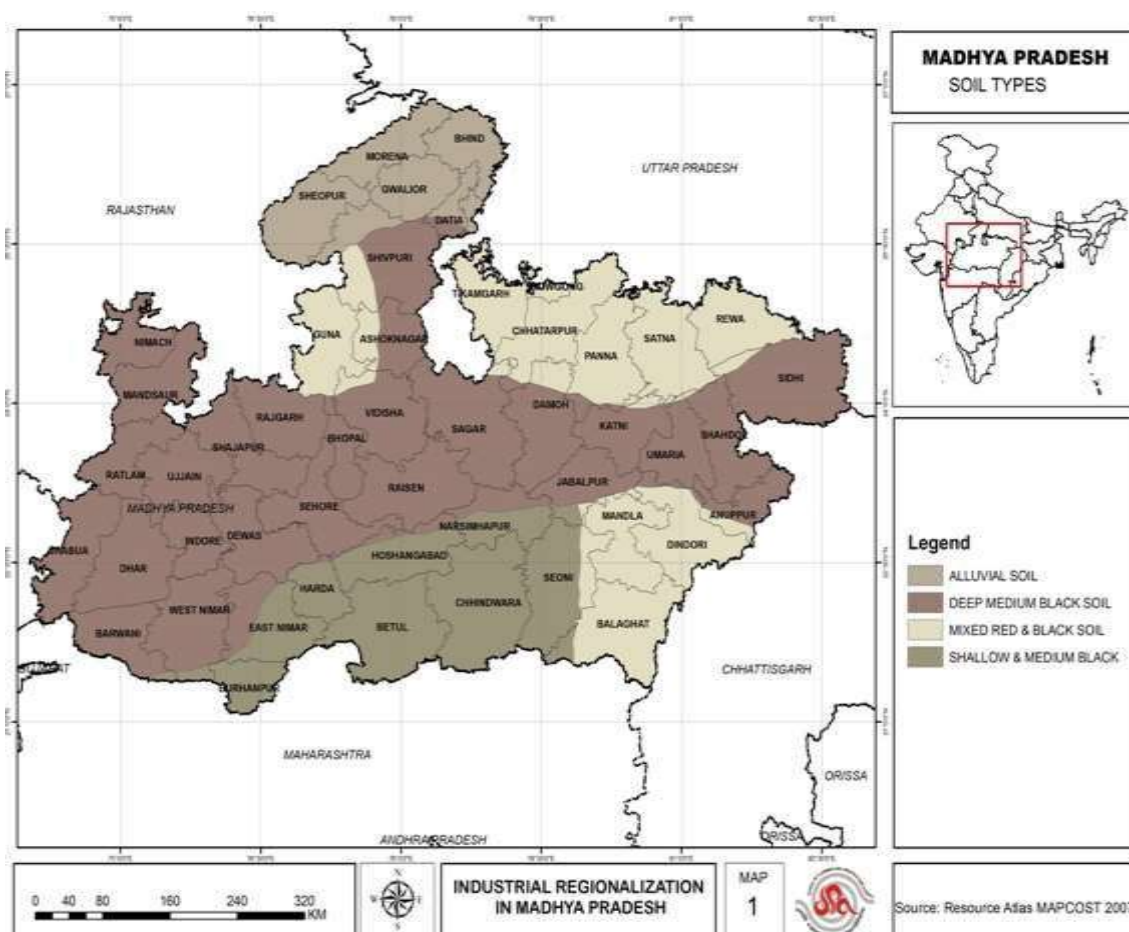 MADHYA PRADESH
SOIL TYPES
RAJASTHAN
UTTAR PRADESH
BHIND
MORENA
GWALIOR
SHEOPUR
DATIA
SHIVPURI
TIKAMGARH
GUNA
ASHOKNAGAR
CHHATARPUR
PANNA
SATNA
REWA
SIDHI
NIMACH
MANDSAUR
RAJGARH
VIDISHA
DAMOH
SAGAR
KATNI
SHAJAPUR
BHOPAL
UMARIA
SHAHDO
RATLAM
UJJAIN
RAISEN
JABALPUR
MADHYA PRADESH
SEHORE
MANDLA
ANUPPUR
NARSIMHAPUR
INDORE
DEWAS
DINDORI
HABUA
DHAR
HOSHANGABAD
SEONI
HARDA
CHHINDWARA
WEST NIMAR
EAST NIMAR
BETUL
BALAGHAT
BARWANI
BURHANPUR
CHHATTISGARH
MAHARASHTRA
ORISSA
ORISSA
ANDHRA PRADESH
Legend
ALLUVIAL SOIL
DEEP MEDIUM BLACK SOIL
MIXED RED & BLACK SOIL
SHALLOW & MEDIUM BLACK
0 40 80 160 240 320
KM
N
W E
S
INDUSTRIAL REGIONALIZATION
IN MADHYA PRADESH
MAP
1
Source: Resource Atlas MAPCOST 2007